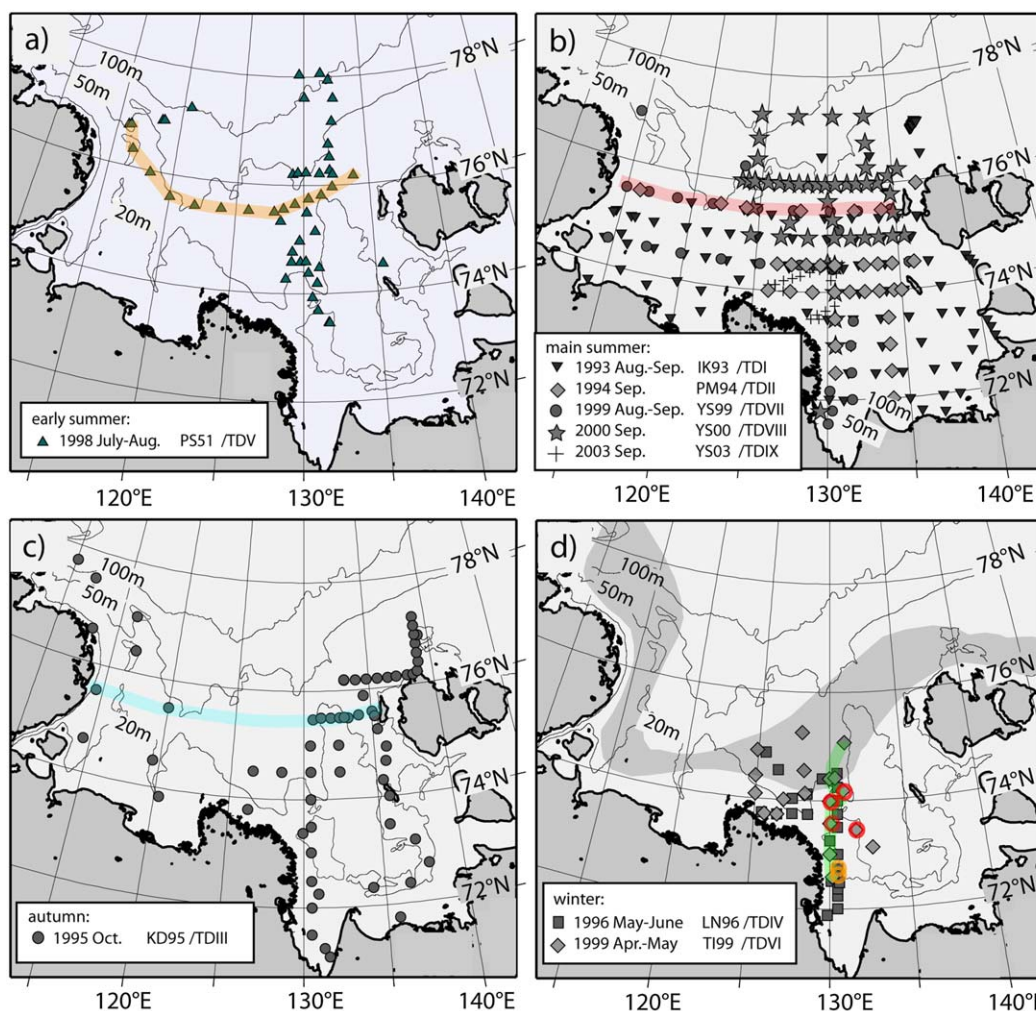 a)
100m
50m
20m
78°N
76°N
74°N
72°N
early summer:
1998 July-Aug. PS51 /TDV
120°E 130°E 140°E
b)
100m
50m
20m
78°N
76°N
74°N
72°N
100m
50m
main summer:
1993 Aug.-Sep. IK93 /TDI
1994 Sep. PM94 /TDII
1999 Aug.-Sep. YS99 /TDVII
2000 Sep. YS00 /TDVIII
2003 Sep. YS03 /TDIX
120°E 130°E 140°E
c)
100m
50m
20m
78°N
76°N
74°N
72°N
autumn:
1995 Oct. KD95 /TDIII
120°E 130°E 140°E
d)
100m
50m
20m
78°N
76°N
74°N
72°N
winter:
1996 May-June LN96 /TDIV
1999 Apr.-May TI99 /TDVI
120°E 130°E 140°E